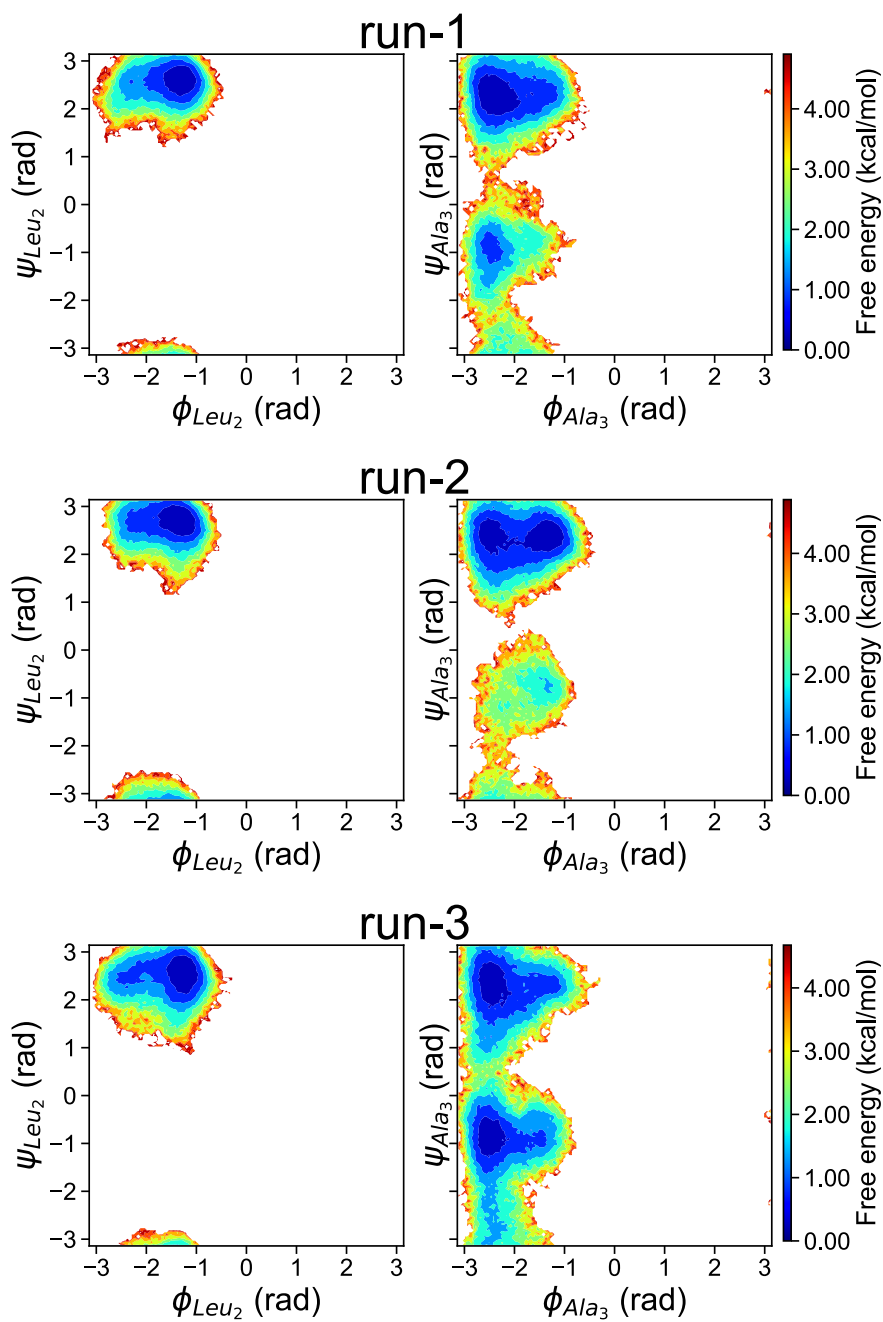 run-1
3
2
1
0
−1
−2
−3
ψLeu2 (rad)
−3 −2 −1 0 1 2 3
ϕLeu2 (rad)
ψAla3 (rad)
−3 −2 −1 0 1 2 3
ϕAla3 (rad)
4.00
3.00
2.00
1.00
0.00
Free energy (kcal/mol)
run-2
3
2
1
0
−1
−2
−3
ψLeu2 (rad)
−3 −2 −1 0 1 2 3
ϕLeu2 (rad)
ψAla3 (rad)
−3 −2 −1 0 1 2 3
ϕAla3 (rad)
4.00
3.00
2.00
1.00
0.00
Free energy (kcal/mol)
run-3
3
2
1
0
−1
−2
−3
ψLeu2 (rad)
−3 −2 −1 0 1 2 3
ϕLeu2 (rad)
ψAla3 (rad)
−3 −2 −1 0 1 2 3
ϕAla3 (rad)
4.00
3.00
2.00
1.00
0.00
Free energy (kcal/mol)